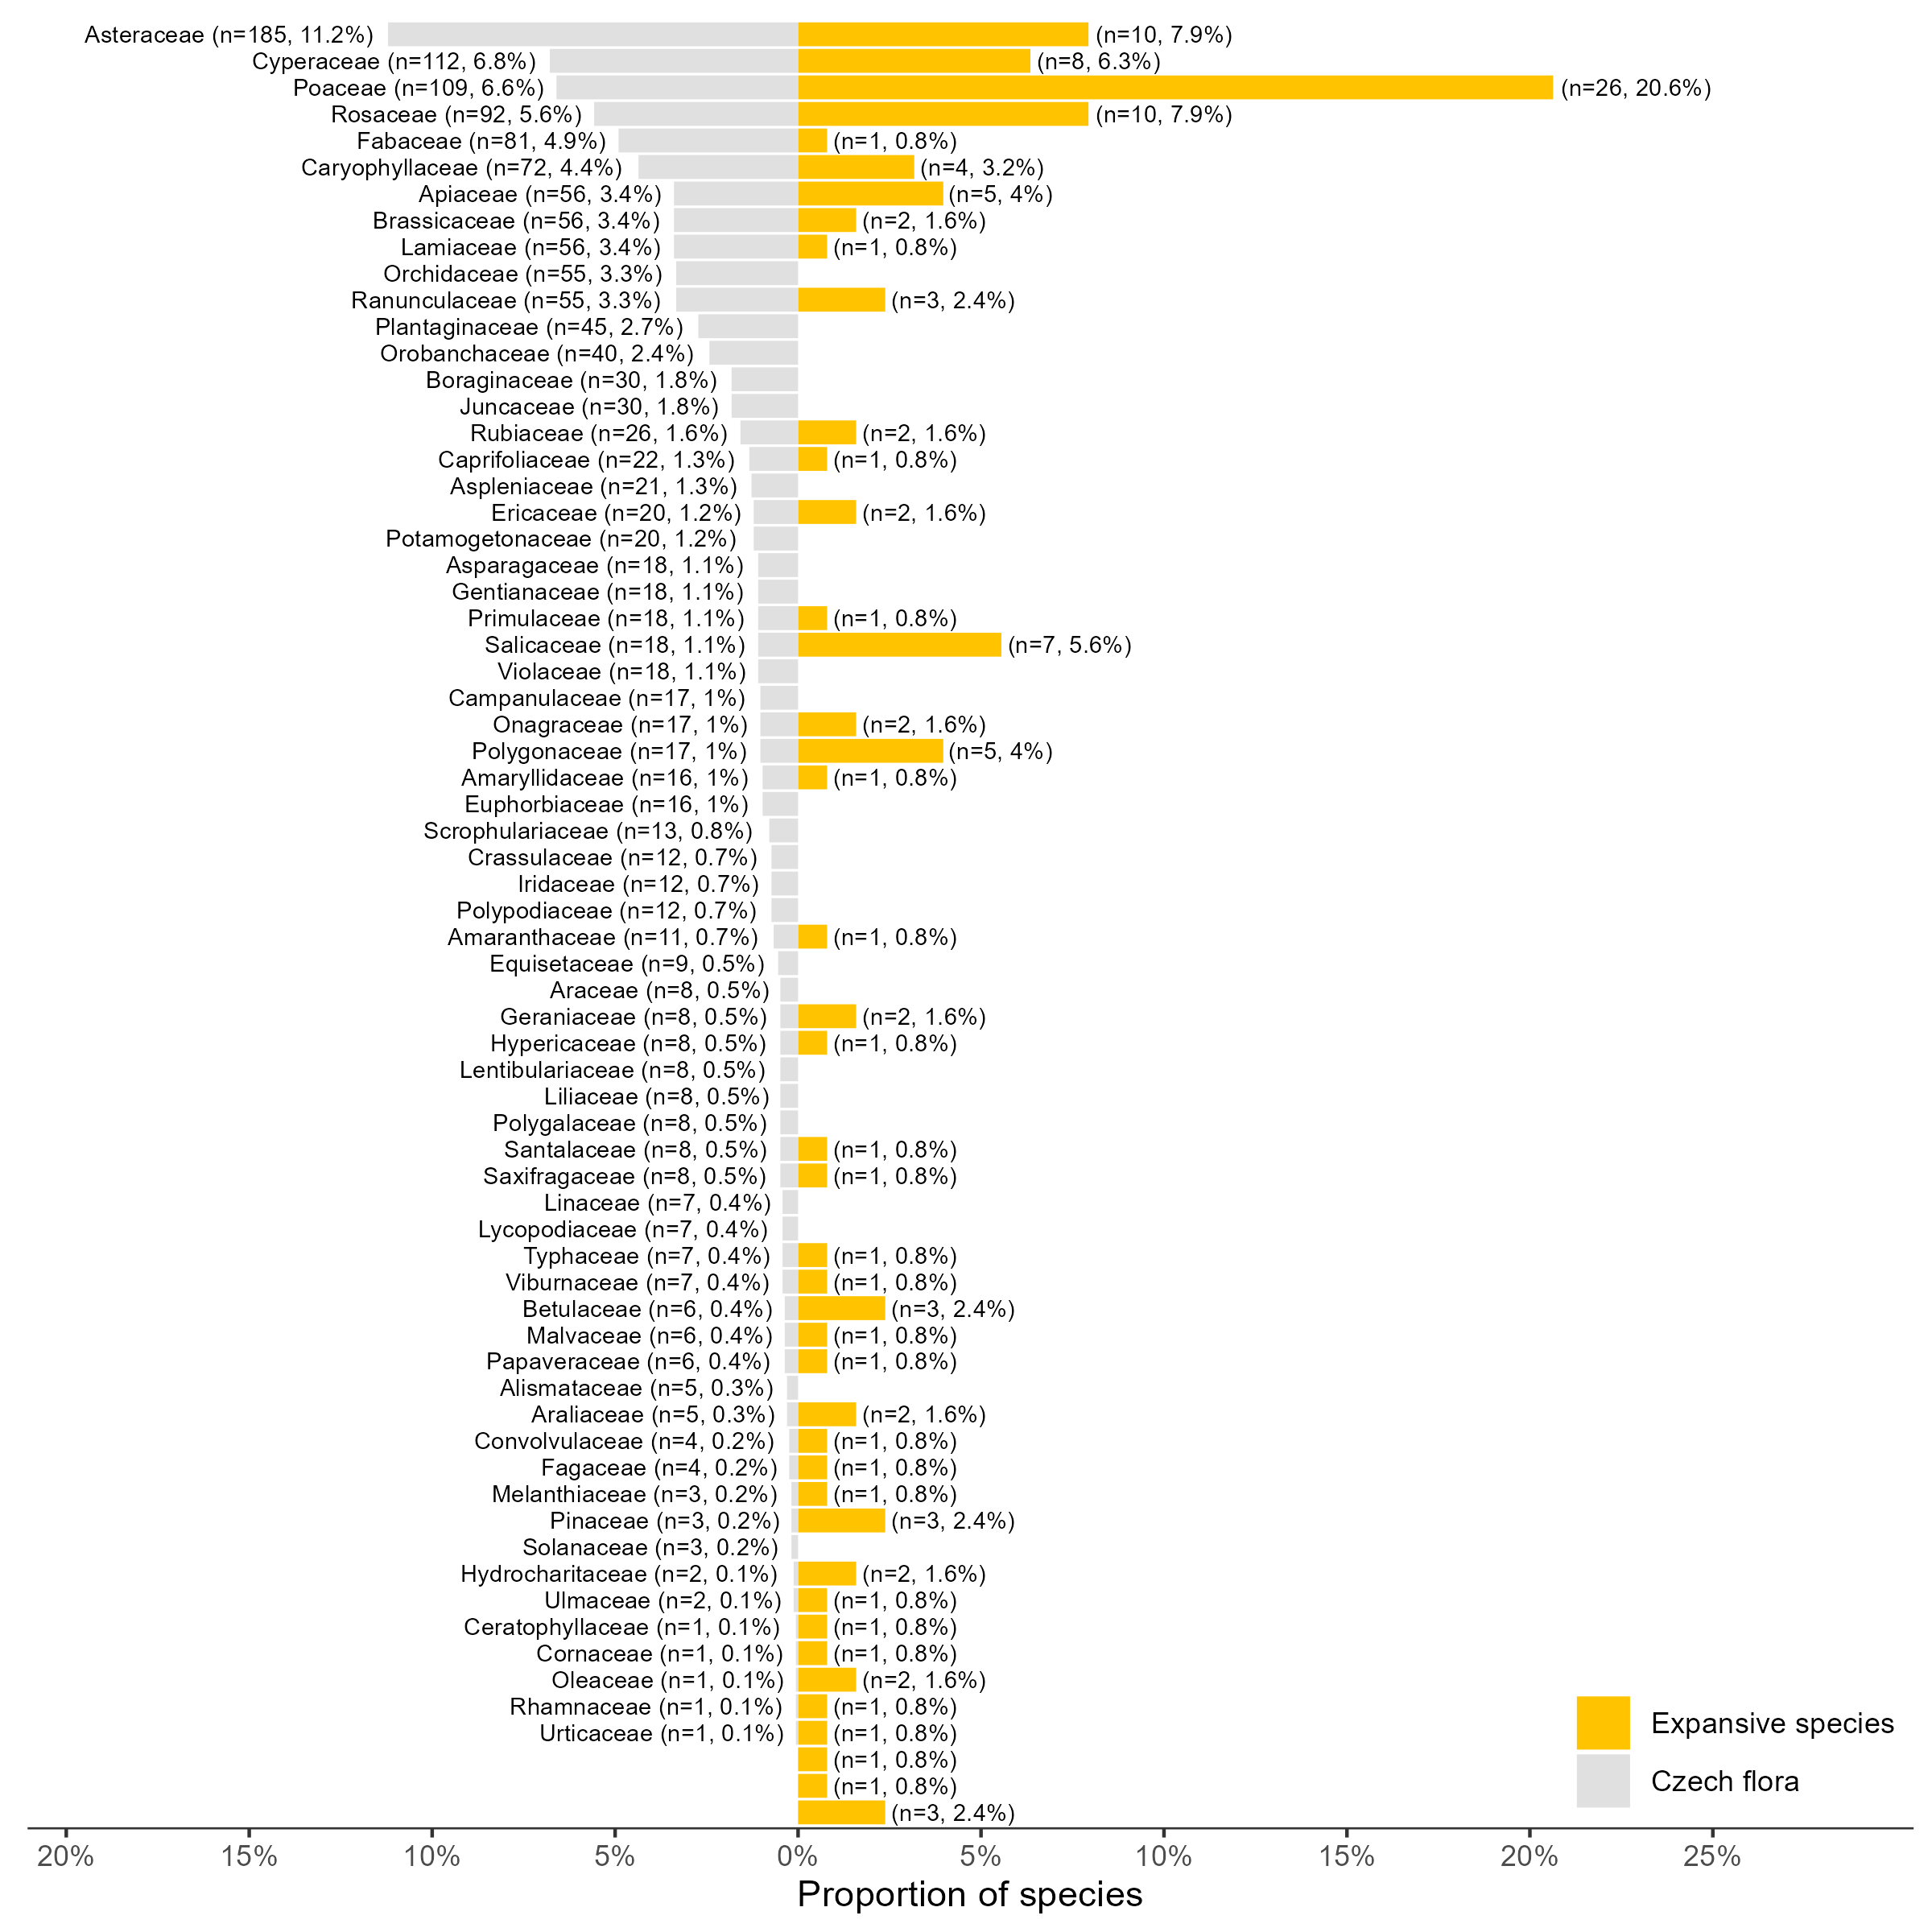 Asteraceae (n=185, 11.2%) (n=10, 7.9%)
Cyperaceae (n=112, 6.8%) (n=8, 6.3%)
Poaceae (n=109, 6.6%) (n=26, 20.6%)
Rosaceae (n=92, 5.6%) (n=10, 7.9%)
Fabaceae (n=81, 4.9%) (n=1, 0.8%)
Caryophyllaceae (n=72, 4.4%) (n=4, 3.2%)
Apiaceae (n=56, 3.4%) (n=5, 4%)
Brassicaceae (n=56, 3.4%) (n=2, 1.6%)
Lamiaceae (n=56, 3.4%) (n=1, 0.8%)
Orchidaceae (n=55, 3.3%)
Ranunculaceae (n=55, 3.3%) (n=3, 2.4%)
Plantaginaceae (n=45, 2.7%)
Orobanchaceae (n=40, 2.4%)
Boraginaceae (n=30, 1.8%)
Juncaceae (n=30, 1.8%)
Rubiaceae (n=26, 1.6%) (n=2, 1.6%)
Caprifoliaceae (n=22, 1.3%) (n=1, 0.8%)
Aspleniaceae (n=21, 1.3%)
Ericaceae (n=20, 1.2%) (n=2, 1.6%)
Potamogetonaceae (n=20, 1.2%)
Asparagaceae (n=18, 1.1%)
Gentianaceae (n=18, 1.1%)
Primulaceae (n=18, 1.1%) (n=1, 0.8%)
Salicaceae (n=18, 1.1%) (n=7, 5.6%)
Violaceae (n=18, 1.1%)
Campanulaceae (n=17, 1%)
Onagraceae (n=17, 1%) (n=2, 1.6%)
Polygonaceae (n=17, 1%) (n=5, 4%)
Amaryllidaceae (n=16, 1%) (n=1, 0.8%)
Euphorbiaceae (n=16, 1%)
Scrophulariaceae (n=13, 0.8%)
Crassulaceae (n=12, 0.7%)
Iridaceae (n=12, 0.7%)
Polypodiaceae (n=12, 0.7%)
Amaranthaceae (n=11, 0.7%) (n=1, 0.8%)
Equisetaceae (n=9, 0.5%)
Araceae (n=8, 0.5%)
Geraniaceae (n=8, 0.5%) (n=2, 1.6%)
Hypericaceae (n=8, 0.5%) (n=1, 0.8%)
Lentibulariaceae (n=8, 0.5%)
Liliaceae (n=8, 0.5%)
Polygalaceae (n=8, 0.5%)
Santalaceae (n=8, 0.5%) (n=1, 0.8%)
Saxifragaceae (n=8, 0.5%) (n=1, 0.8%)
Linaceae (n=7, 0.4%)
Lycopodiaceae (n=7, 0.4%)
Typhaceae (n=7, 0.4%) (n=1, 0.8%)
Viburnaceae (n=7, 0.4%) (n=1, 0.8%)
Betulaceae (n=6, 0.4%) (n=3, 2.4%)
Malvaceae (n=6, 0.4%) (n=1, 0.8%)
Papaveraceae (n=6, 0.4%) (n=1, 0.8%)
Alismataceae (n=5, 0.3%)
Araliaceae (n=5, 0.3%) (n=2, 1.6%)
Convolvulaceae (n=4, 0.2%) (n=1, 0.8%)
Fagaceae (n=4, 0.2%) (n=1, 0.8%)
Melanthiaceae (n=3, 0.2%) (n=1, 0.8%)
Pinaceae (n=3, 0.2%) (n=3, 2.4%)
Solanaceae (n=3, 0.2%)
Hydrocharitaceae (n=2, 0.1%) (n=2, 1.6%)
Ulmaceae (n=2, 0.1%) (n=1, 0.8%)
Ceratophyllaceae (n=1, 0.1%) (n=1, 0.8%)
Cornaceae (n=1, 0.1%) (n=1, 0.8%)
Oleaceae (n=1, 0.1%) (n=2, 1.6%)
Rhamnaceae (n=1, 0.1%) (n=1, 0.8%)
Urticaceae (n=1, 0.1%) (n=1, 0.8%)
(n=1, 0.8%)
(n=1, 0.8%)
(n=3, 2.4%)
Expansive species
Czech flora
20% 15% 10% 5% 0% 5% 10% 15% 20% 25%
Proportion of species